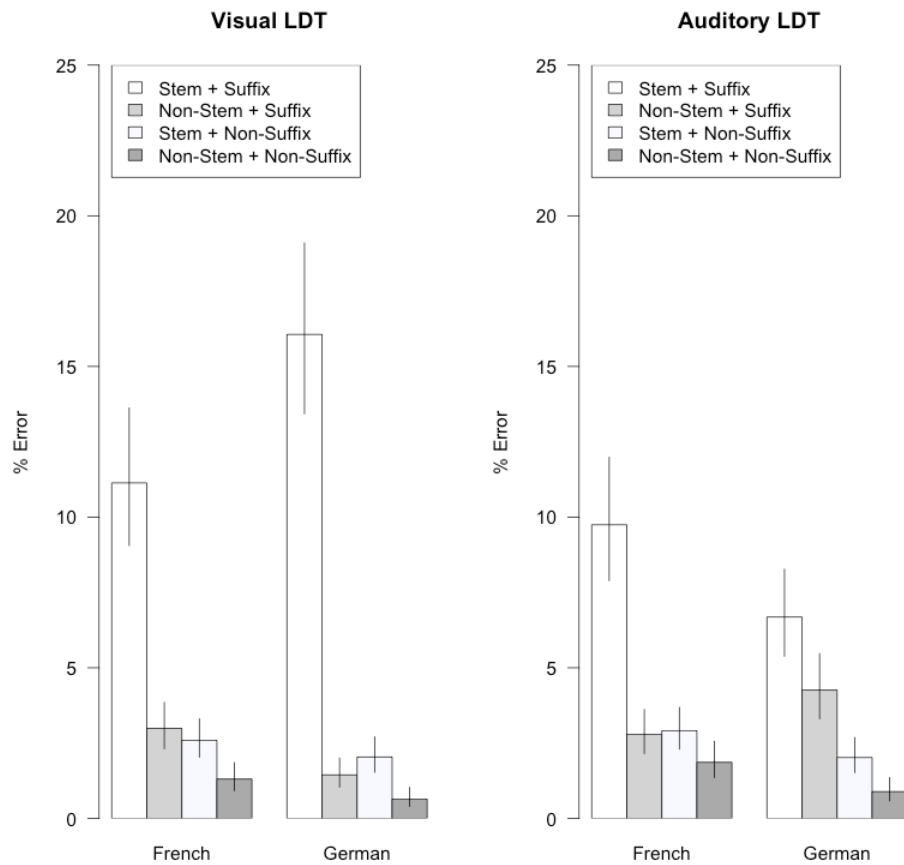 Visual LDT
25
20
15
10
5
0
% Error
Stem + Suffix
Non-Stem + Suffix
Stem + Non-Suffix
Non-Stem + Non-Suffix
French
German
Auditory LDT
25
20
15
10
5
0
% Error
Stem + Suffix
Non-Stem + Suffix
Stem + Non-Suffix
Non-Stem + Non-Suffix
French
German